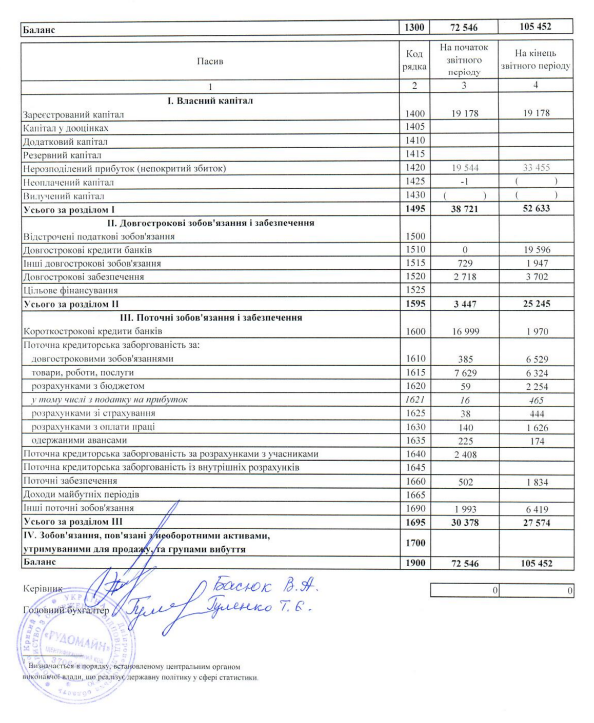 Баланс 1300 72 546 105 452
Пасив Код рядка На початок звітного періоду На кінець звітного періоду
1 2 3 4
I. Власний капітал
Зареєстрований капітал 1400 19 178 19 178
Капітал у дооцінках 1405
Додатковий капітал 1410
Резервний капітал 1415
Нерозподілений прибуток (непокритий збиток) 1420 19 544 33 455
Неоплачений капітал 1425 -1 ( )
Вилучений капітал 1430 ( ) ( )
Усього за розділом I 1495 38 721 52 633
II. Довгострокові зобов'язання і забезпечення
Відстрочені податкові зобов'язання 1500
Довгострокові кредити банків 1510 0 19 596
Інші довгострокові зобов'язання 1515 729 1 947
Довгострокові забезпечення 1520 2 718 3 702
Цільове фінансування 1525
Усього за розділом II 1595 3 447 25 245
III. Поточні зобов'язання і забезпечення
Короткострокові кредити банків 1600 16 999 1 970
Поточна кредиторська заборгованість за:
довгостроковими зобов'язаннями 1610 385 6 529
товари, роботи, послуги 1615 7 629 6 324
розрахунками з бюджетом 1620 59 2 254
у тому числі з податку на прибуток 1621 16 465
розрахунками зі страхування 1625 38 444
розрахунками з оплати праці 1630 140 1 626
одержаними авансами 1635 225 174
Поточна кредиторська заборгованість за розрахунками з учасниками 1640 2 408
Поточна кредиторська заборгованість із внутрішніх розрахунків 1645
Поточні забезпечення 1660 502 1 834
Доходи майбутніх періодів 1665
Інші поточні зобов'язання 1690 1 993 6 419
Усього за розділом III 1695 30 378 27 574
IV. Зобов'язання, пов'язані з необоротними активами,
утримуваними для продажу, та групами вибуття 1700
Баланс 1900 72 546 105 452
Керівник Басюк В.А. 0 0
Головний бухгалтер Гуленко Т.Є.
«РУДОМАЙН»
Визначається в порядку, встановленому центральним органом
виконавчої влади, що реалізує державну політику у сфері статистики.